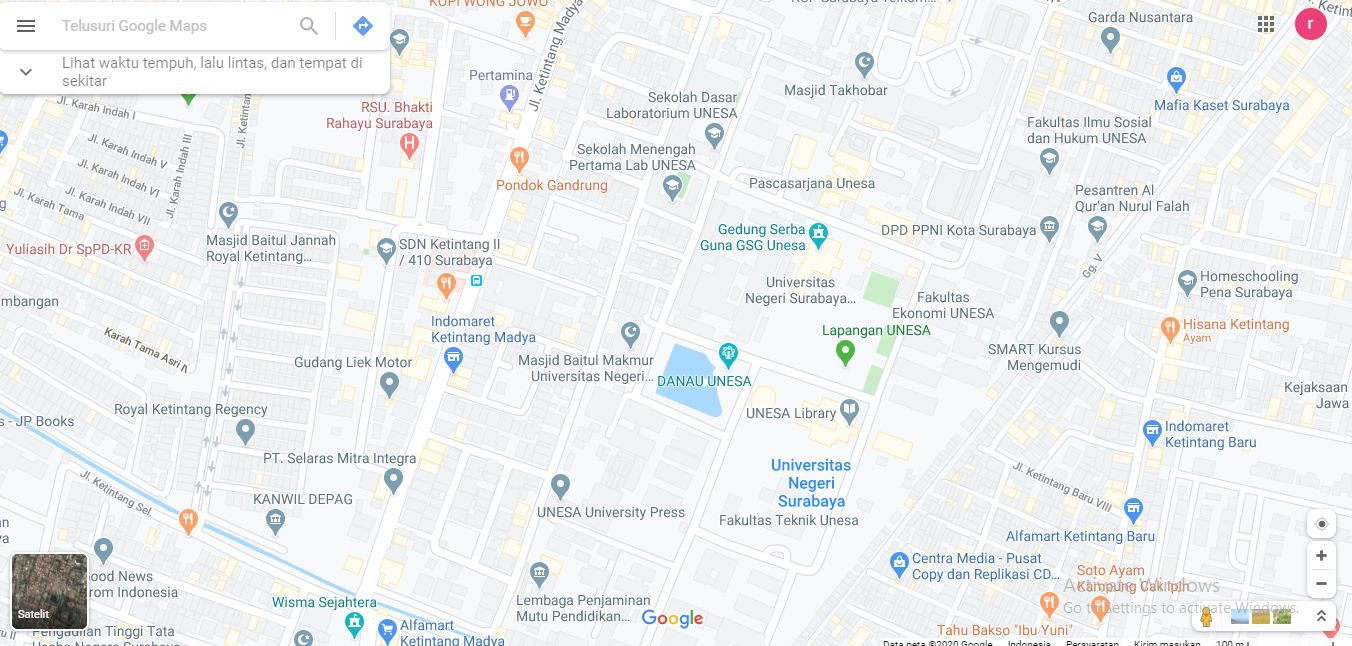 KOPI WONG JOWO
Telusuri Google Maps
Lihat waktu tempuh, lalu lintas, dan tempat di
sekitar
r
Garda Nusantara
Jl. Ketintang Madya
Pertamina
Masjid Takhobar
Mafia Kaset Surabaya
Sekolah Dasar
Laboratorium UNESA
RSU. Bhakti
Rahayu Surabaya
Jl. Karah Indah I
Fakultas Ilmu Sosial
dan Hukum UNESA
Jl. Karah Indah V
Jl. Karah Indah III
Jl. Karah Indah VI
Sekolah Menengah
Pertama Lab UNESA
Pondok Gandrung
Pascasarjana Unesa
Pesantren Al
Qur'an Nurul Falah
Jl. Karah Indah VII
Jl. Karah Tama
Yuliasih Dr SpPD-KR
Masjid Baitul Jannah
Royal Ketintang...
SDN Ketintang II
/ 410 Surabaya
Gedung Serba
Guna GSG Unesa
DPD PPNI Kota Surabaya
Gg. V
Universitas
Negeri Surabaya...
Fakultas
Ekonomi UNESA
Homeschooling
Pena Surabaya
Lapangan UNESA
Hisana Ketintang
Ayam
Indomaret
Ketintang Madya
Karah Tama Asri
Gudang Liek Motor
Masjid Baitul Makmur
Universitas Negeri...
DANAU UNESA
SMART Kursus
Mengemudi
Kejaksaan
Jawa
Royal Ketintang Regency
- JP Books
UNESA Library
Indomaret
Ketintang Baru
PT. Selaras Mitra Integra
Universitas
Negeri
Surabaya
Fakultas Teknik Unesa
Jl. Ketintang Sel.
KANWIL DEPAG
UNESA University Press
Jl. Ketintang Baru VIII
Alfamart Ketintang Baru
Centra Media - Pusat
Copy dan Replikasi CD...
Soto Ayam
Kampung Cak Ipin
Activate Windows
Go to Settings to activate Windows.
Satelit
Wisma Sejahtera
Lembaga Penjaminan
Mutu Pendidikan...
Google
Alfamart
Ketintang Madya
Tahu Bakso "Ibu Yuni"
Data peta ©2020 Google
Indonesia
Persyaratan
Kirim masukan
100 m